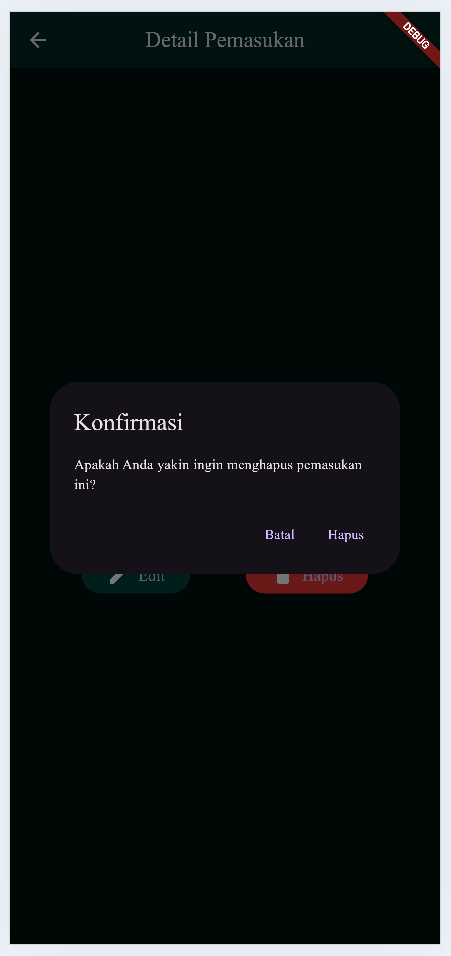 Detail Pemasukan
DEBUG
Konfirmasi
Apakah Anda yakin ingin menghapus pemasukan
ini?
Batal
Hapus
Edit
Hapus